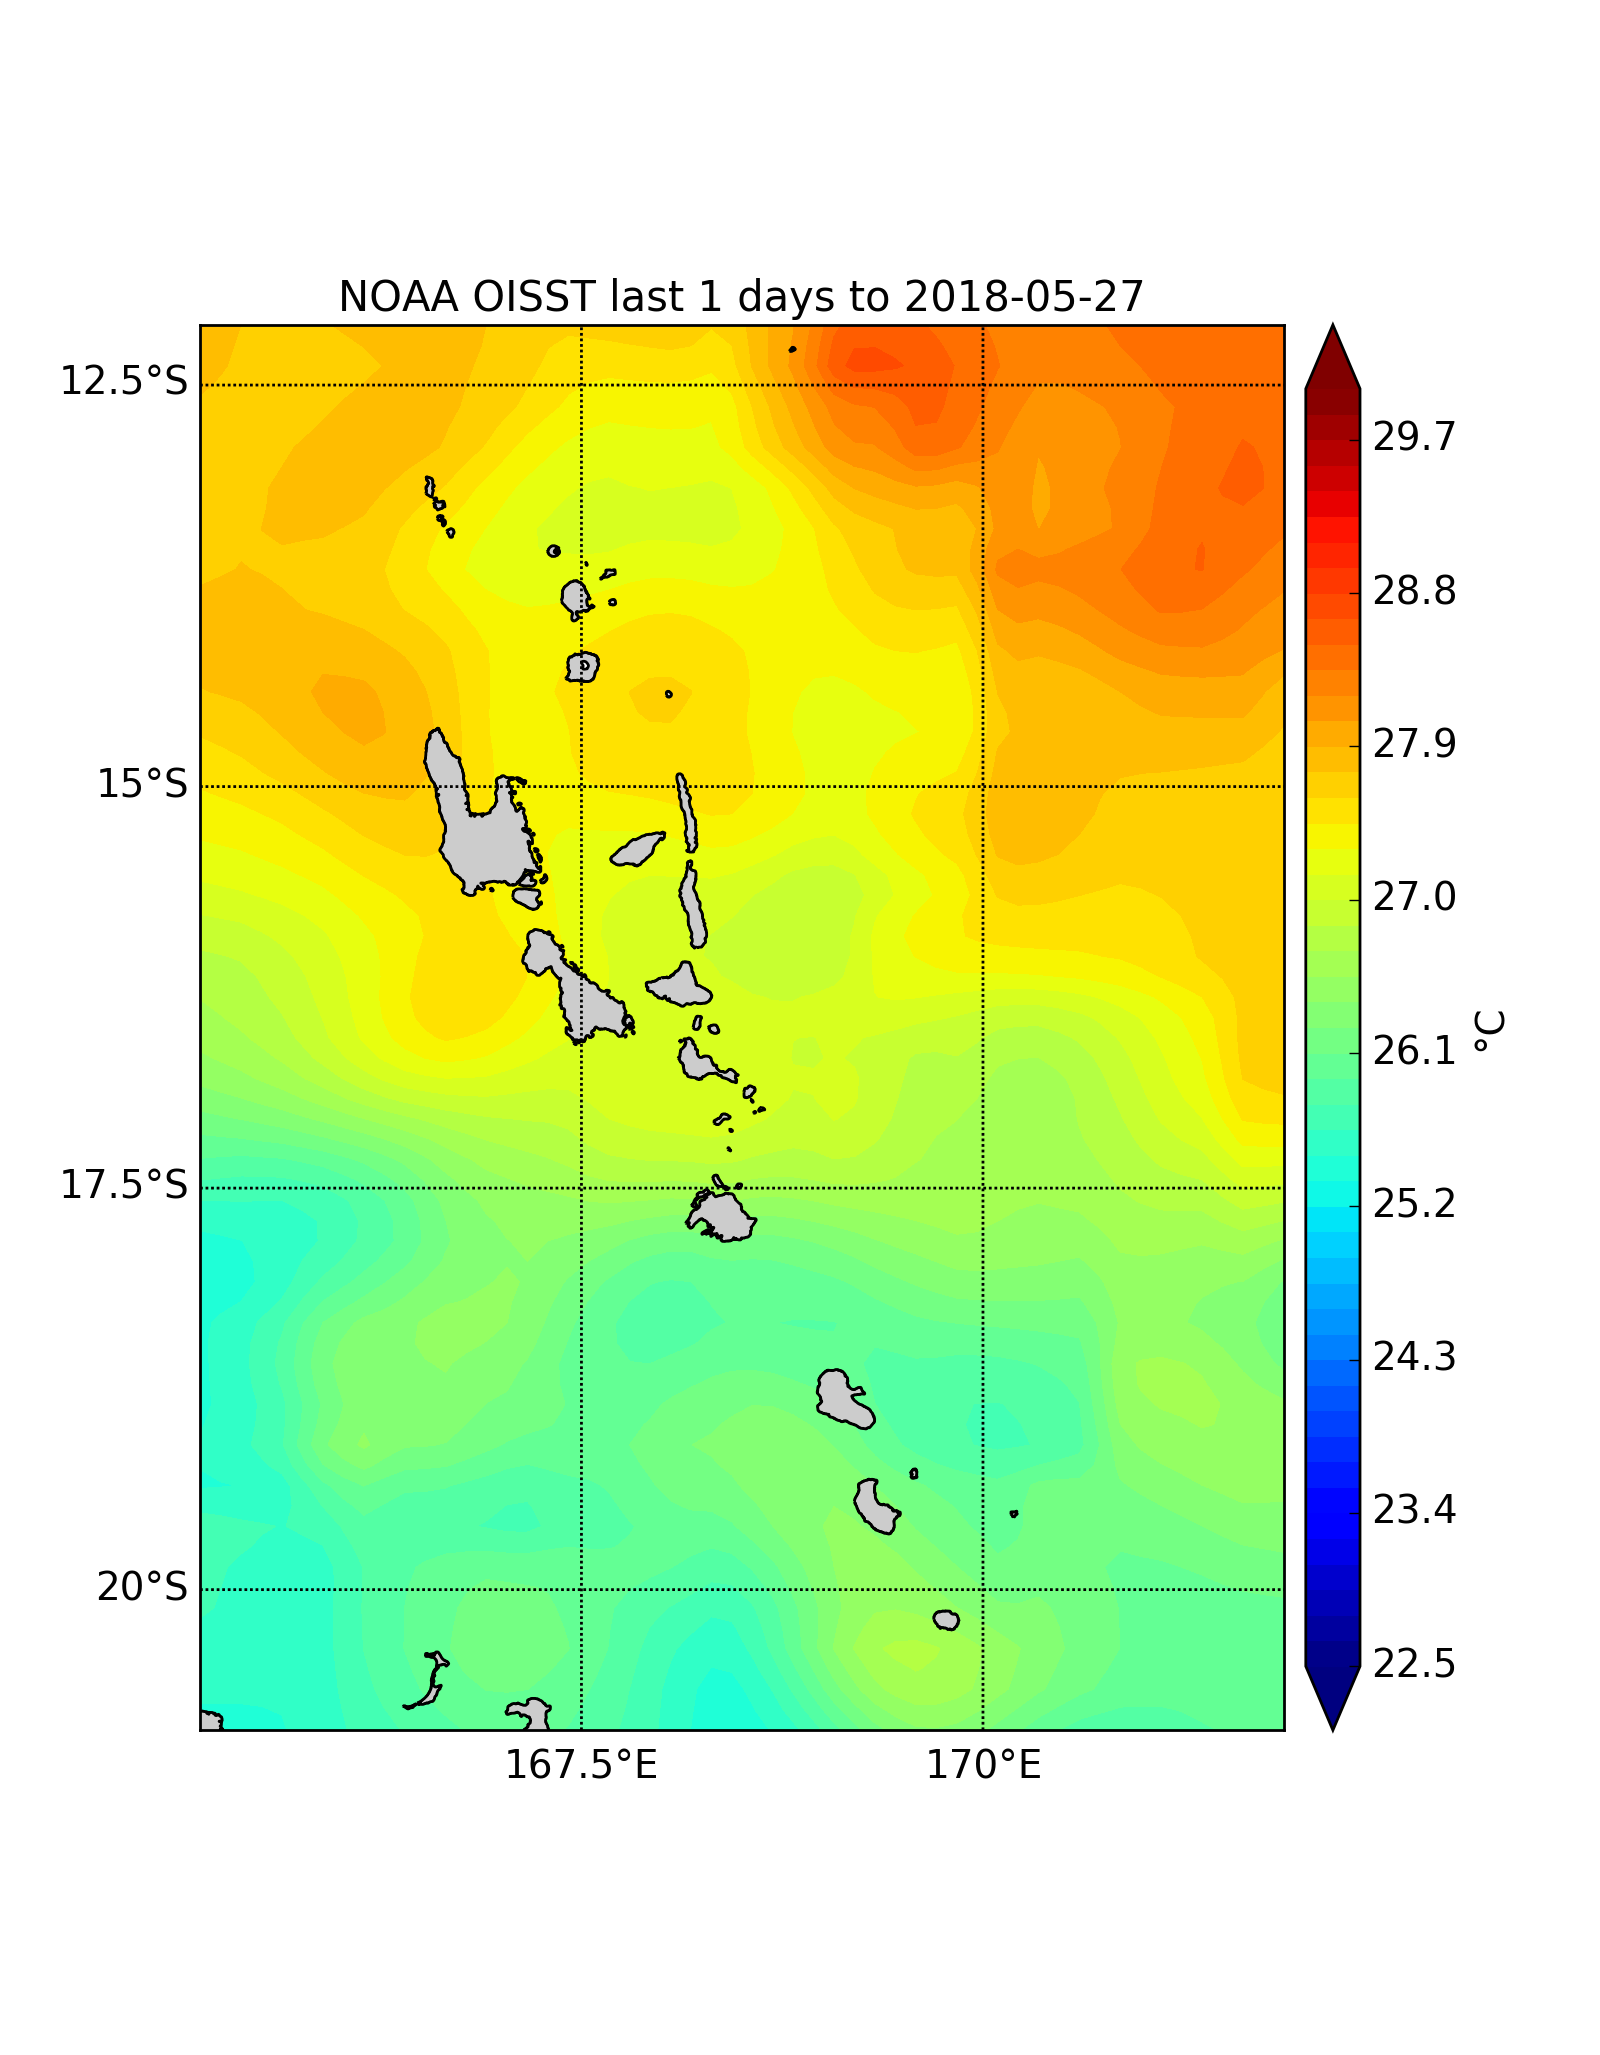 NOAA OISST last 1 days to 2018-05-27
12.5°S
15°S
17.5°S
20°S
167.5°E
170°E
29.7
28.8
27.9
27.0
26.1
25.2
24.3
23.4
22.5
°C